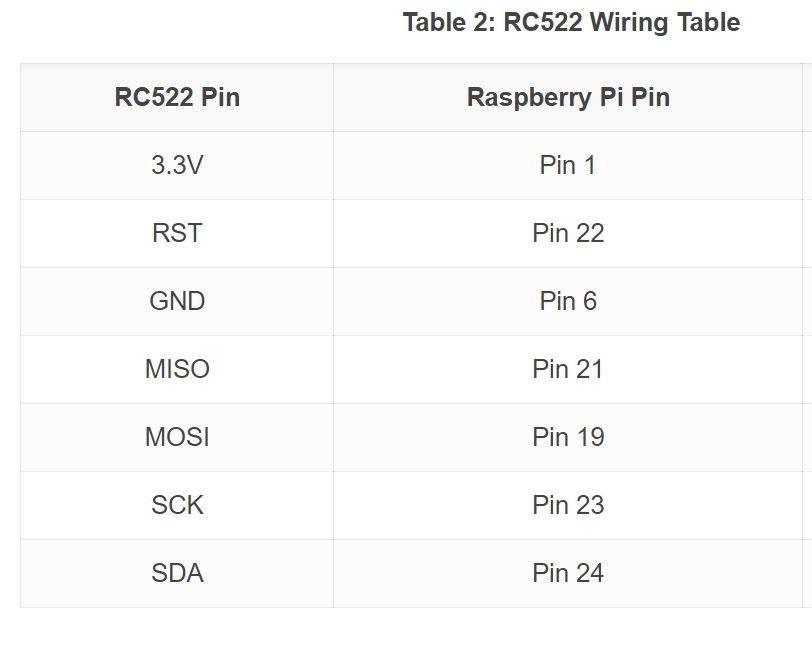 Table 2: RC522 Wiring Table
RC522 Pin Raspberry Pi Pin
3.3V Pin 1
RST Pin 22
GND Pin 6
MISO Pin 21
MOSI Pin 19
SCK Pin 23
SDA Pin 24